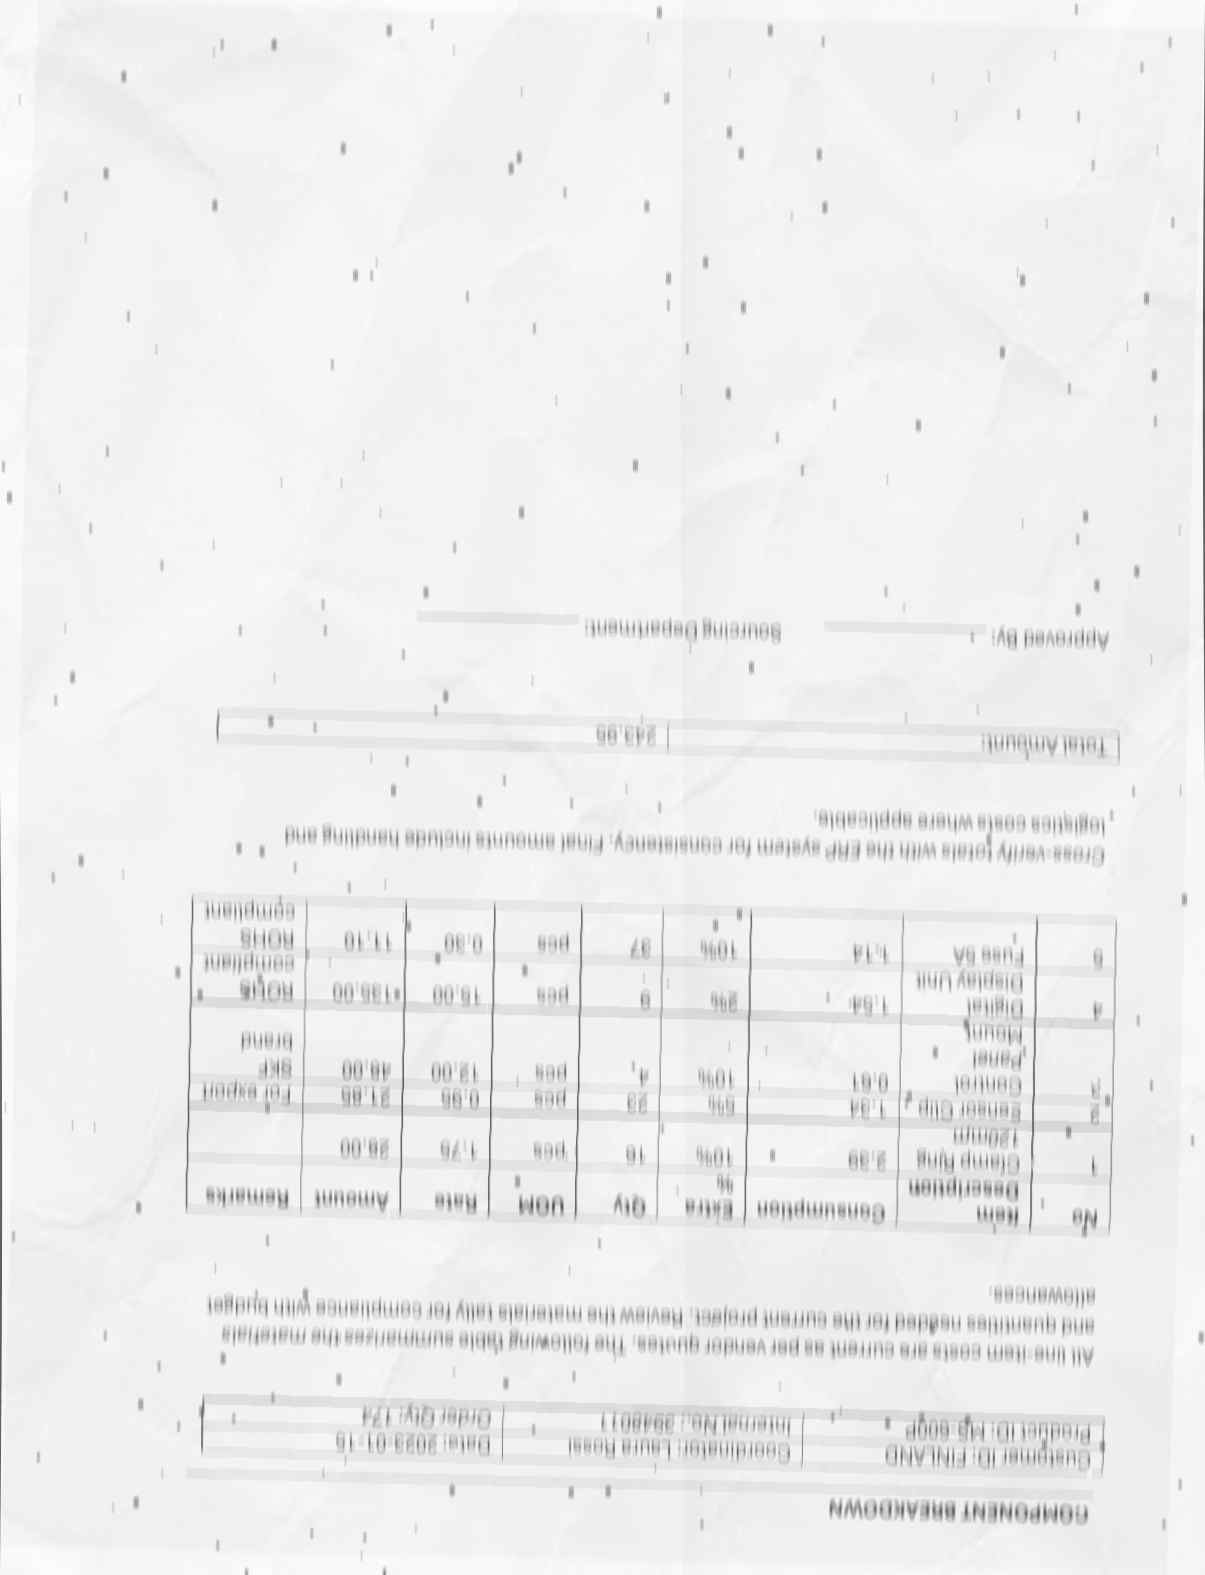 COMPONENT BREAKDOWN
Customer ID: FINLAND Coordinator: Laura Rossi Date: 2023-01-15
Product ID: MB-600P Internal No.: 3948011 Order Qty: 174
All line-item costs are current as per vendor quotes. The following table summarizes the materials
and quantities needed for the current project. Review the materials tally for compliance with budget
allowances.
No Item Description Consumption Extra % Qty UOM Rate Amount Remarks
1 Clamp Ring 120mm 2.39 10% 16 pcs 1.75 28.00
2 Sensor Clip 1.34 5% 23 pcs 0.95 21.85 For export
3 Control Panel Mount 0.61 10% 4 pcs 12.00 48.00 SKF brand
4 Digital Display Unit 1.54 2% 9 pcs 15.00 135.00 ROHS compliant
5 Fuse 5A 1.14 10% 37 pcs 0.30 11.10 ROHS compliant
Cross-verify totals with the ERP system for consistency. Final amounts include handling and
logistics costs where applicable.
Total Amount: 243.95
Approved By: Sourcing Department: